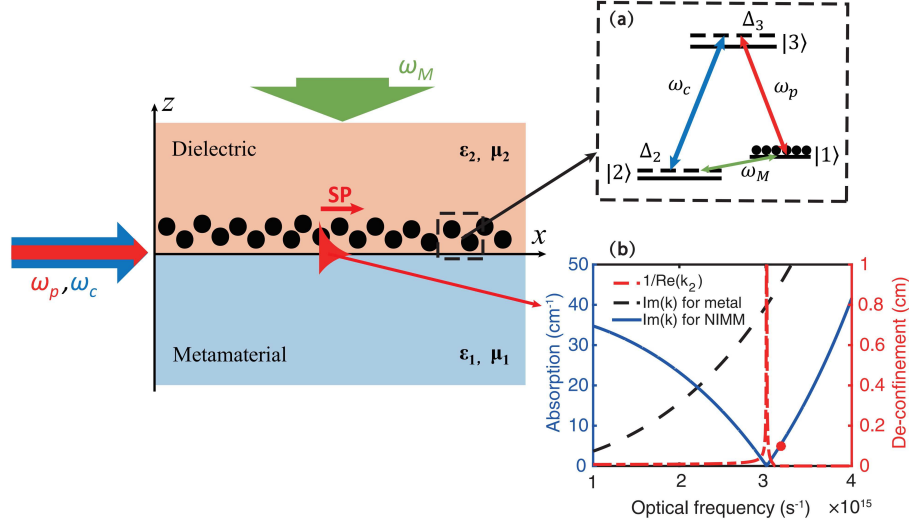 ω_M
z
Dielectric
ε₂, μ₂
SP
x
ω_p,ω_c
Metamaterial
ε₁, μ₁
(a)
Δ₃
|3⟩
ω_c
ω_p
Δ₂
|2⟩
|1⟩
ω_M
(b)
1/Re(k₂)
Im(k) for metal
Im(k) for NIMM
Absorption (cm⁻¹)
50
40
30
20
10
0
1
2
3
4
Optical frequency (s⁻¹)
×10¹⁵
1
0.8
0.6
0.4
0.2
0
De-confinement (cm)